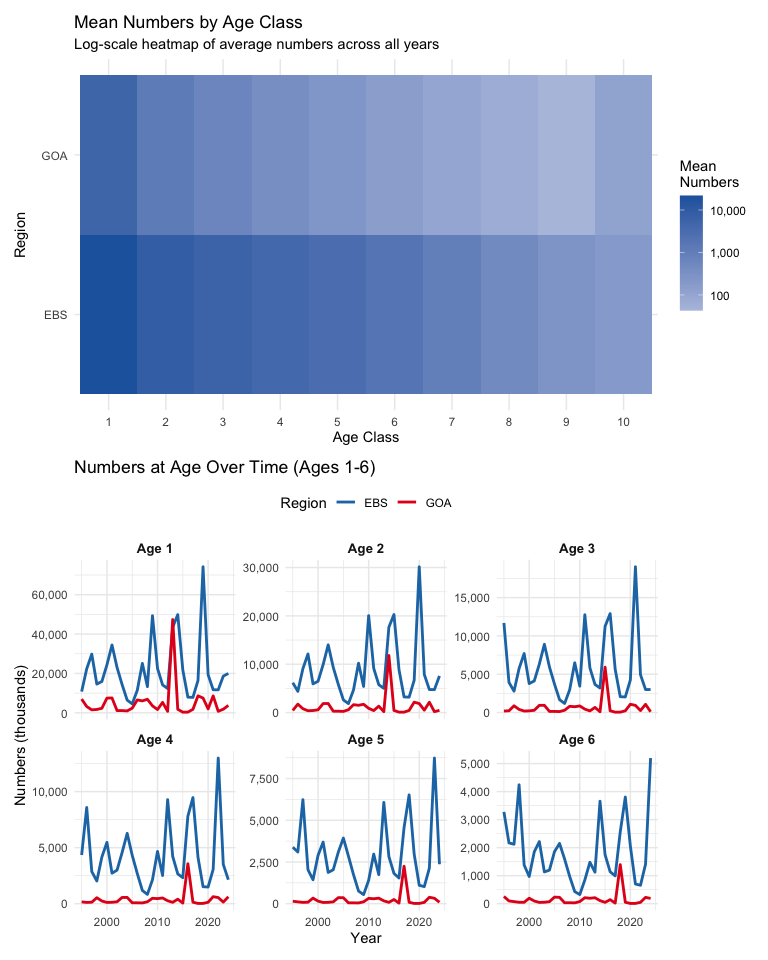 Mean Numbers by Age Class
Log-scale heatmap of average numbers across all years
Region
GOA
EBS
1 2 3 4 5 6 7 8 9 10
Age Class
Mean
Numbers
10,000
1,000
100
Numbers at Age Over Time (Ages 1-6)
Region EBS GOA
Numbers (thousands)
Age 1
60,000
40,000
20,000
0
Age 2
30,000
20,000
10,000
0
Age 3
15,000
10,000
5,000
0
Age 4
10,000
5,000
0
2000 2010 2020
Age 5
7,500
5,000
2,500
0
2000 2010 2020
Age 6
5,000
4,000
3,000
2,000
1,000
0
2000 2010 2020
Year